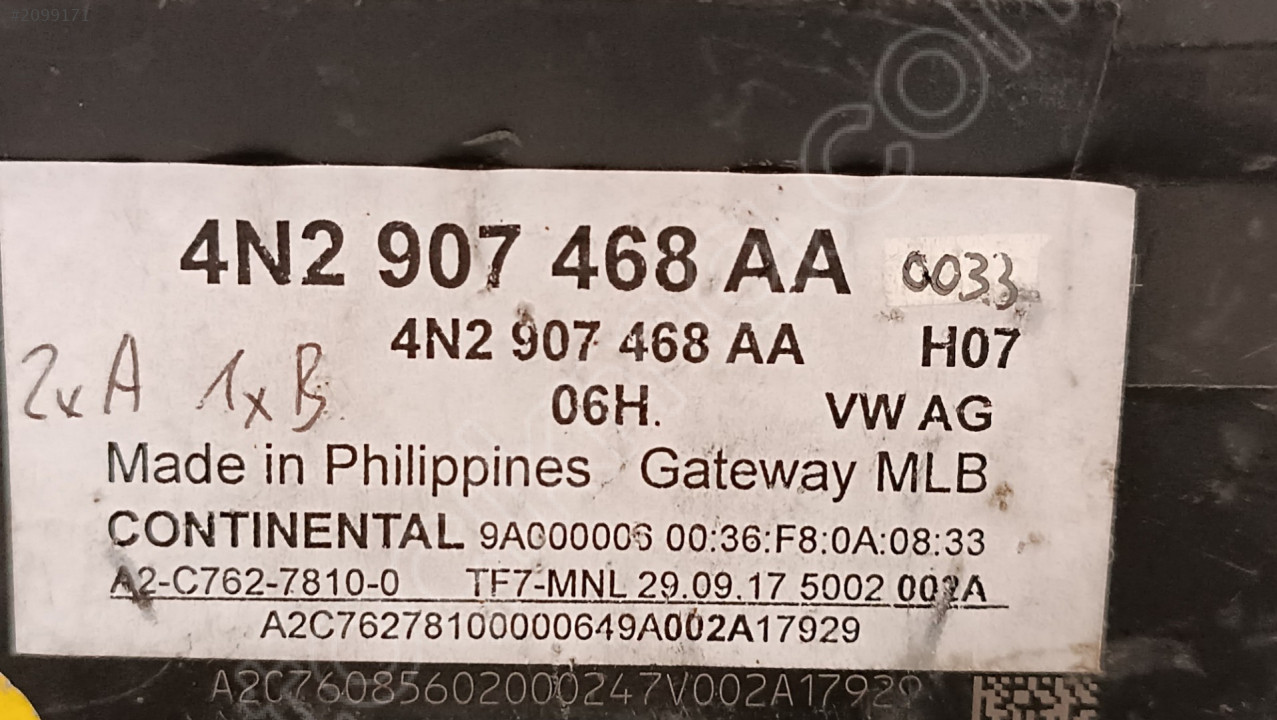 #2099171
4N2 907 468 AA 0033
4N2 907 468 AA H07
2xA 1xB
06H. VW AG
Made in Philippines Gateway MLB
CONTINENTAL 9A000006 00:36:F8:0A:08:33
A2-C762-7810-0 TF7-MNL 29.09.17 5002 002A
A2C76278100000649A002A17929
A2C76085602000247V002A17929